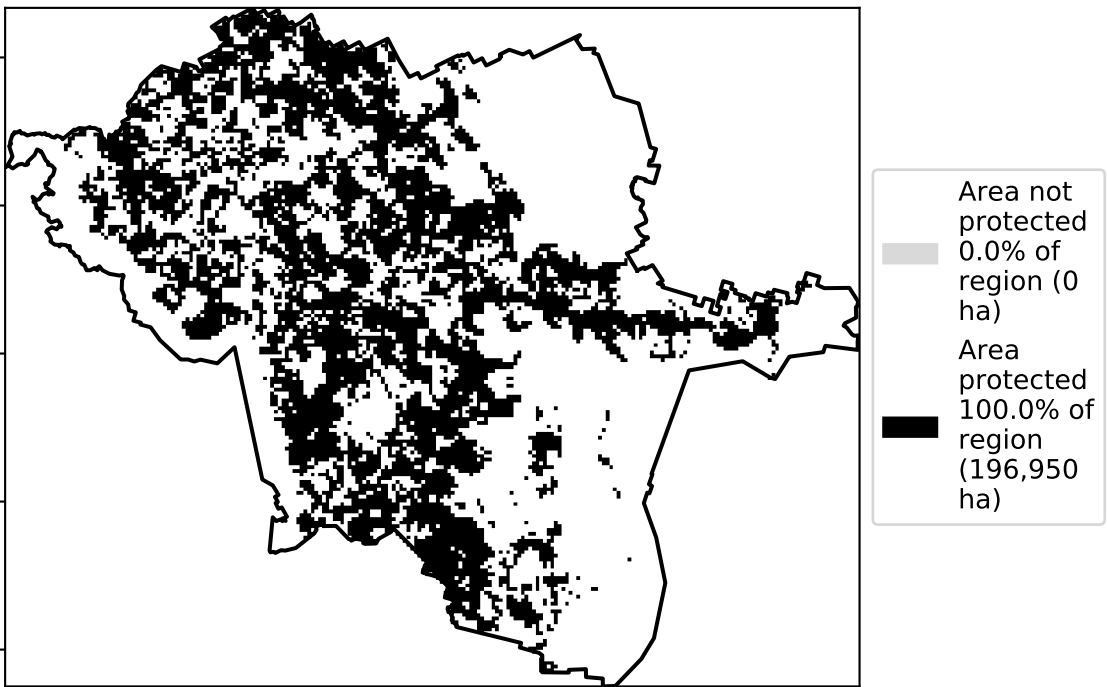 Area not
protected
0.0% of
region (0
ha)
Area
protected
100.0% of
region
(196,950
ha)